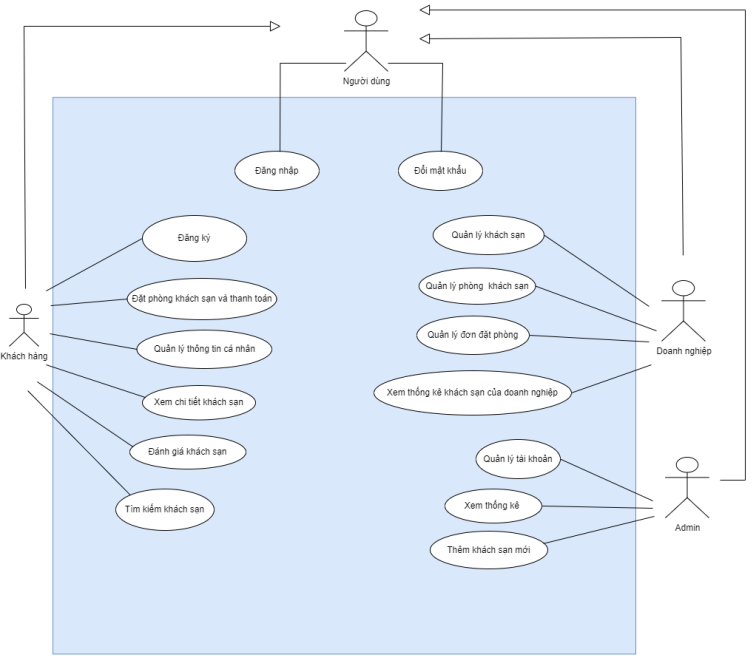 Người dùng
Đăng nhập
Đổi mật khẩu
Đăng ký
Đặt phòng khách sạn và thanh toán
Quản lý thông tin cá nhân
Xem chi tiết khách sạn
Đánh giá khách sạn
Tìm kiếm khách sạn
Khách hàng
Quản lý khách sạn
Quản lý phòng khách sạn
Quản lý đơn đặt phòng
Xem thống kê khách sạn của doanh nghiệp
Doanh nghiệp
Quản lý tài khoản
Xem thống kê
Thêm khách sạn mới
Admin